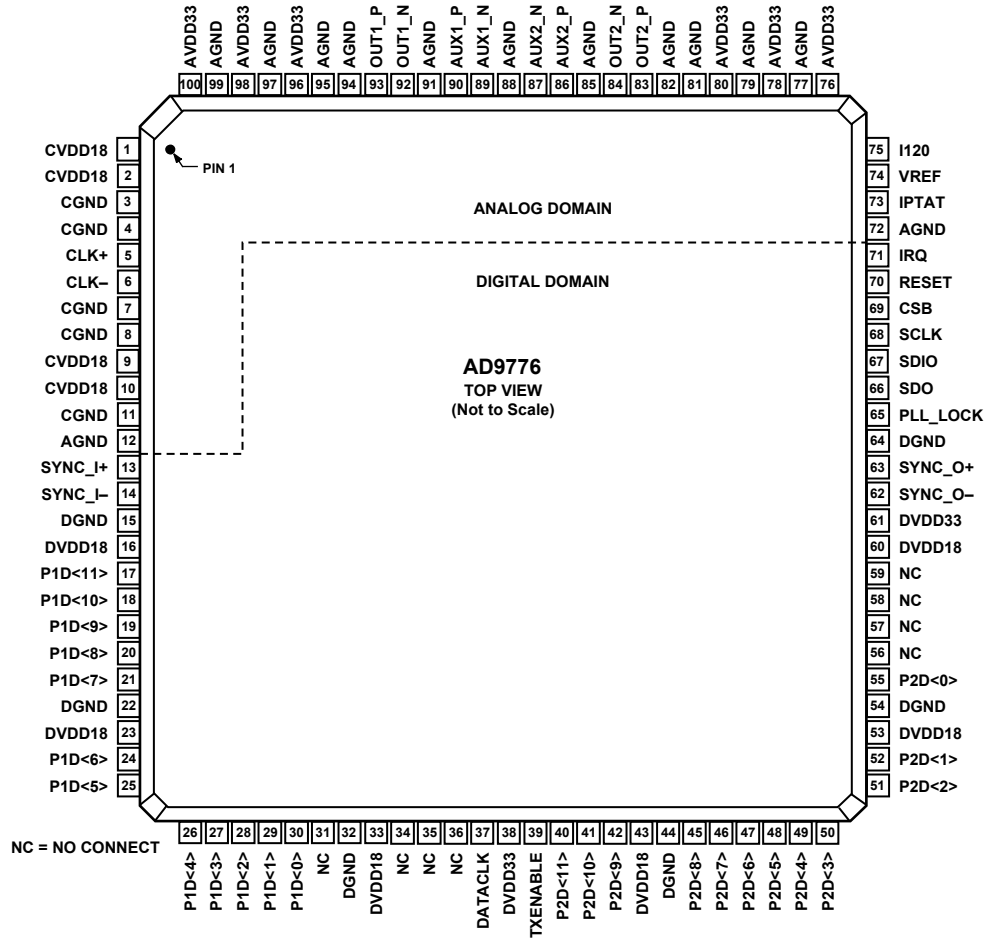 AVDD33 AGND AVDD33 AGND AVDD33 AGND AGND OUT1_P OUT1_N AGND AUX1_P AUX1_N AGND AUX2_N AUX2_P AGND OUT2_N OUT2_P AGND AGND AVDD33 AGND AVDD33 AGND AVDD33
100 99 98 97 96 95 94 93 92 91 90 89 88 87 86 85 84 83 82 81 80 79 78 77 76
CVDD18 1
CVDD18 2
CGND 3
CGND 4
CLK+ 5
CLK– 6
CGND 7
CGND 8
CVDD18 9
CVDD18 10
CGND 11
AGND 12
SYNC_I+ 13
SYNC_I– 14
DGND 15
DVDD18 16
P1D<11> 17
P1D<10> 18
P1D<9> 19
P1D<8> 20
P1D<7> 21
DGND 22
DVDD18 23
P1D<6> 24
P1D<5> 25
PIN 1
ANALOG DOMAIN
DIGITAL DOMAIN
AD9776
TOP VIEW
(Not to Scale)
75 I120
74 VREF
73 IPTAT
72 AGND
71 IRQ
70 RESET
69 CSB
68 SCLK
67 SDIO
66 SDO
65 PLL_LOCK
64 DGND
63 SYNC_O+
62 SYNC_O–
61 DVDD33
60 DVDD18
59 NC
58 NC
57 NC
56 NC
55 P2D<0>
54 DGND
53 DVDD18
52 P2D<1>
51 P2D<2>
26 27 28 29 30 31 32 33 34 35 36 37 38 39 40 41 42 43 44 45 46 47 48 49 50
P1D<4> P1D<3> P1D<2> P1D<1> P1D<0> NC DGND DVDD18 NC NC NC DATACLK DVDD33 TXENABLE P2D<11> P2D<10> P2D<9> DVDD18 DGND P2D<8> P2D<7> P2D<6> P2D<5> P2D<4> P2D<3>
NC = NO CONNECT